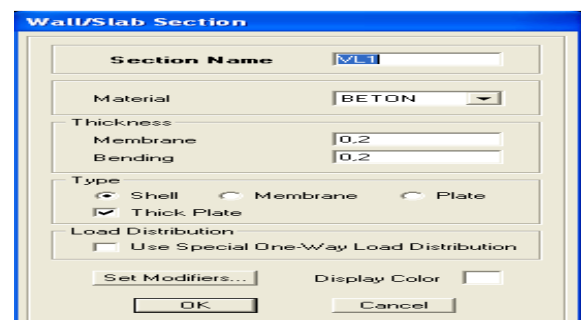 Wall/Slab Section
Section Name VL1
Material BETON
Thickness
Membrane 0,2
Bending 0,2
Type
Shell Membrane Plate
Thick Plate
Load Distribution
Use Special One-Way Load Distribution
Set Modifiers... Display Color
OK Cancel